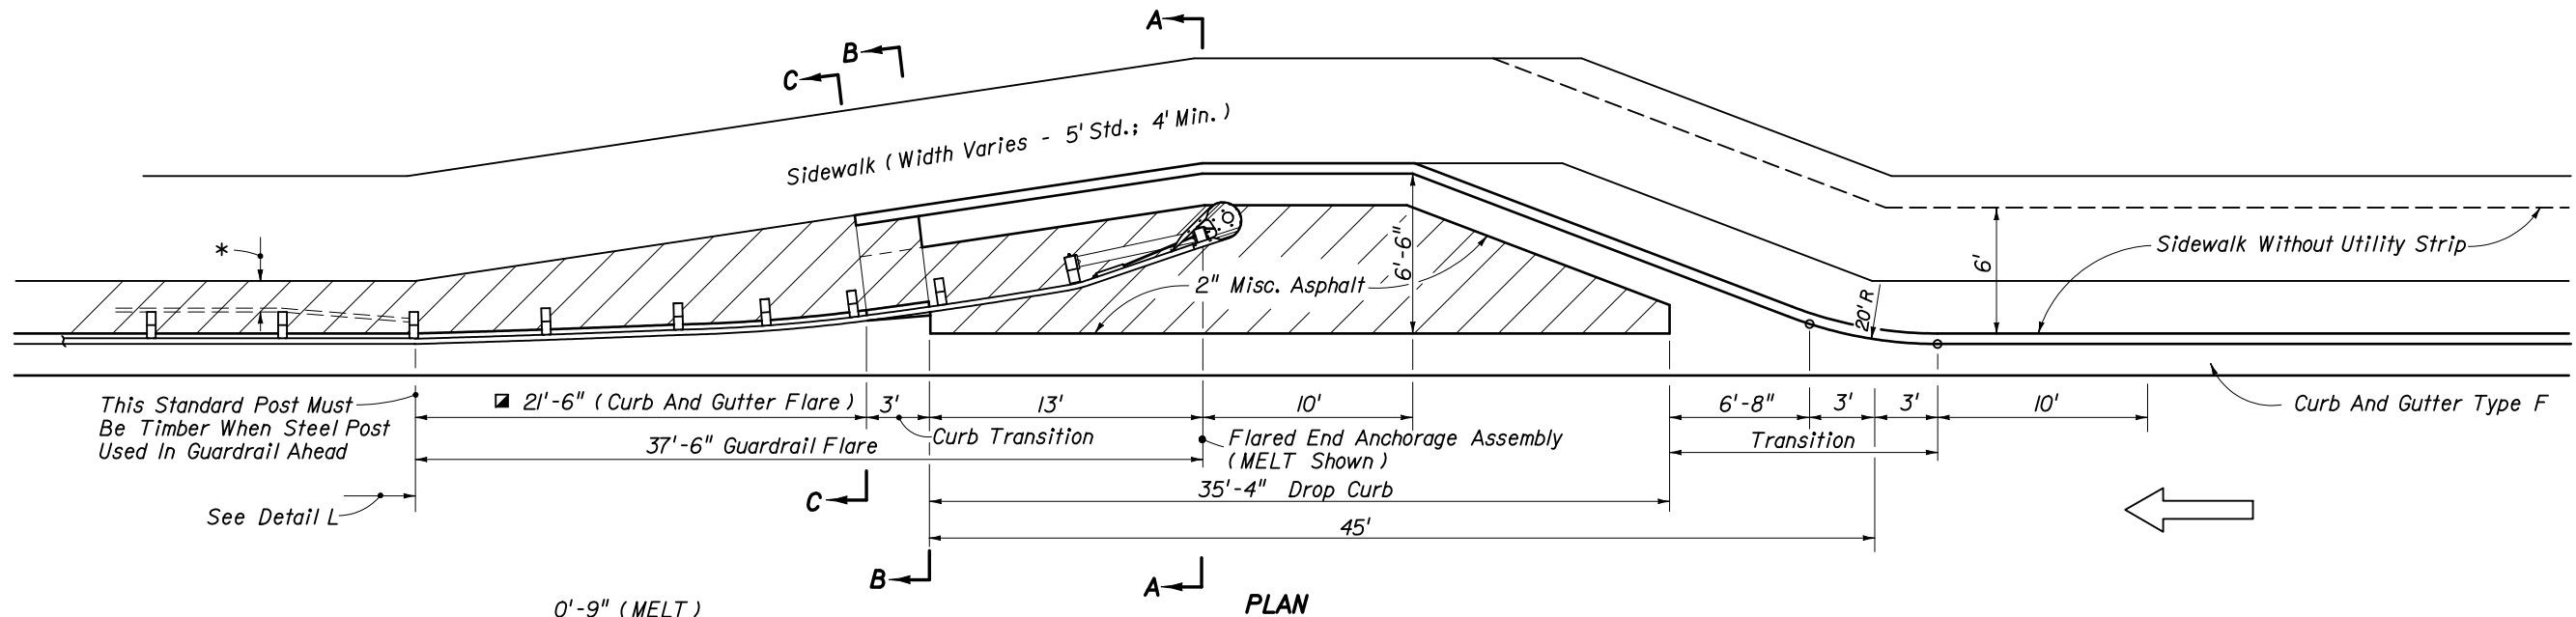 A
B
C
Sidewalk (Width Varies - 5' Std.; 4' Min.)
*
6'-6"
6'
Sidewalk Without Utility Strip
2" Misc. Asphalt
20' R
This Standard Post Must
Be Timber When Steel Post
Used In Guardrail Ahead
21'-6" (Curb And Gutter Flare)
3'
13'
10'
6'-8"
3'
3'
10'
Curb And Gutter Type F
Curb Transition
37'-6" Guardrail Flare
Flared End Anchorage Assembly
(MELT Shown)
Transition
C
35'-4" Drop Curb
See Detail L
45'
B
A
PLAN
0'-9" (MELT)